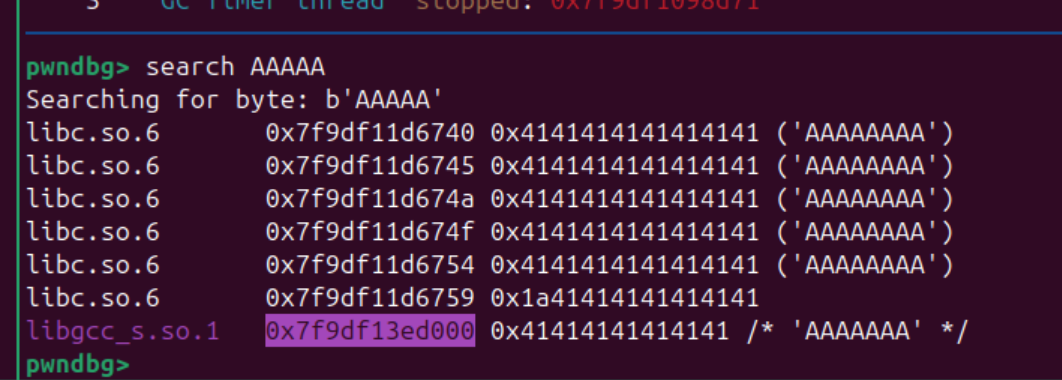 3 GC Timer thread stopped: 0x7f9df1098d71
pwndbg> search AAAAA
Searching for byte: b'AAAAA'
libc.so.6 0x7f9df11d6740 0x4141414141414141 ('AAAAAAAA')
libc.so.6 0x7f9df11d6745 0x4141414141414141 ('AAAAAAAA')
libc.so.6 0x7f9df11d674a 0x4141414141414141 ('AAAAAAAA')
libc.so.6 0x7f9df11d674f 0x4141414141414141 ('AAAAAAAA')
libc.so.6 0x7f9df11d6754 0x4141414141414141 ('AAAAAAAA')
libc.so.6 0x7f9df11d6759 0x1a41414141414141
libgcc_s.so.1 0x7f9df13ed000 0x41414141414141 /* 'AAAAAAA' */
pwndbg>